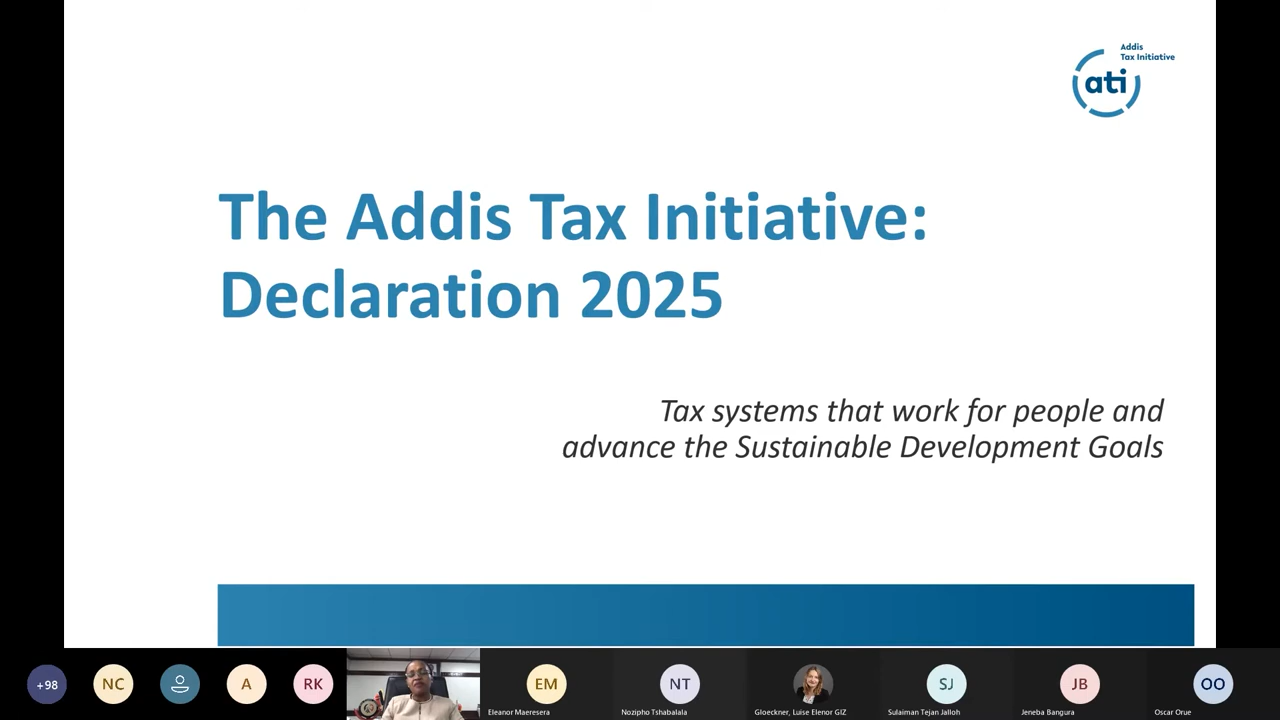 Addis
Tax Initiative
ati
The Addis Tax Initiative:
Declaration 2025
Tax systems that work for people and
advance the Sustainable Development Goals
+98
NC
A
RK
EM
NT
SJ
JB
OO
Eleanor Maeresera
Nozipho Tshabalala
Gloeckner, Luise Elenor GIZ
Sulaiman Tejan Jalloh
Jeneba Bangura
Oscar Orue